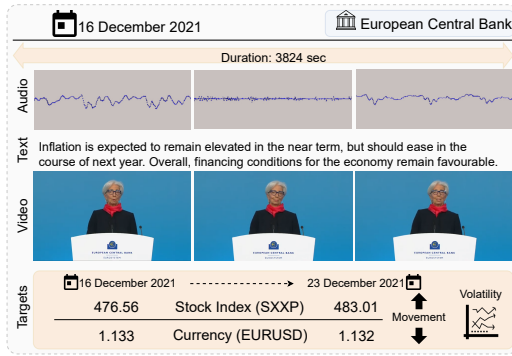 16 December 2021
European Central Bank
Duration: 3824 sec
Audio
Text
Inflation is expected to remain elevated in the near term, but should ease in the
course of next year. Overall, financing conditions for the economy remain favourable.
Video
EUROPEAN CENTRAL BANK
EUROPEAN CENTRAL BANK
EUROPEAN CENTRAL BANK
Targets
16 December 2021
23 December 2021
476.56 Stock Index (SXXP) 483.01
1.133 Currency (EURUSD) 1.132
Movement
Volatility